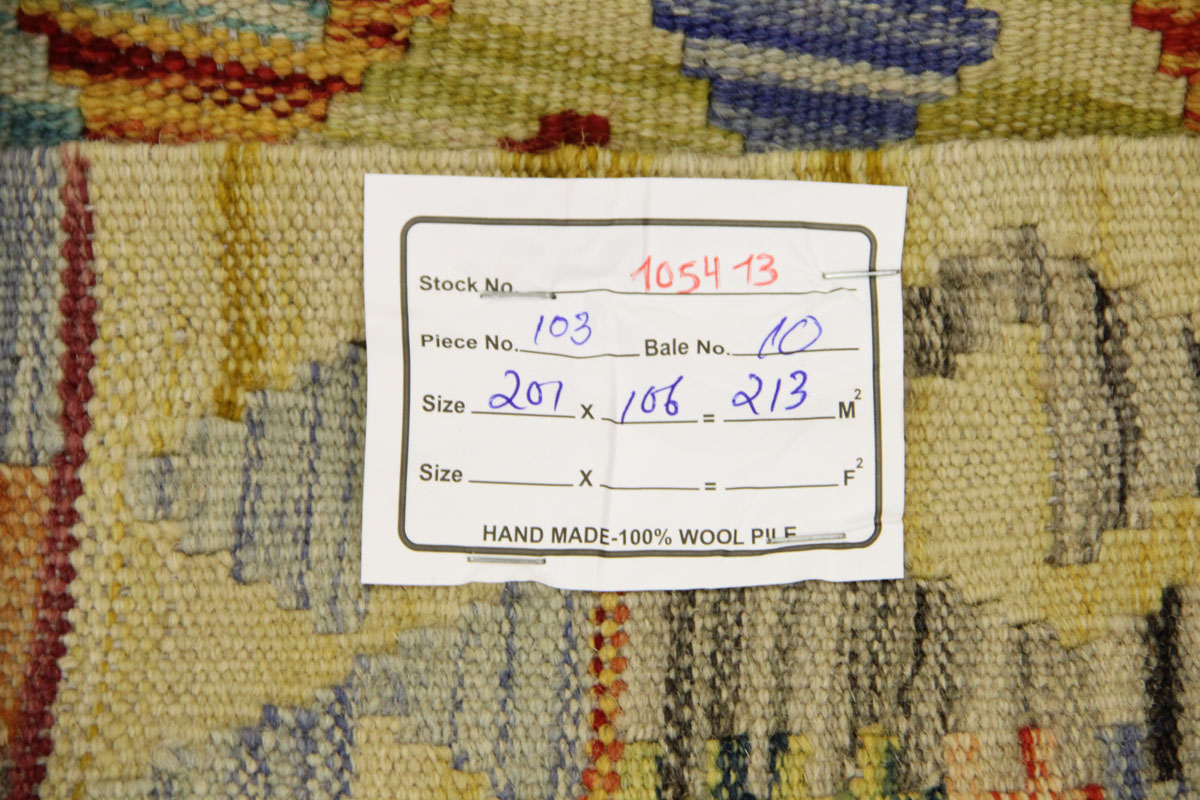 Stock No 105413
Piece No. 103 Bale No. 10
Size 201 X 106 = 213 M²
Size X = F²
HAND MADE-100% WOOL PILE